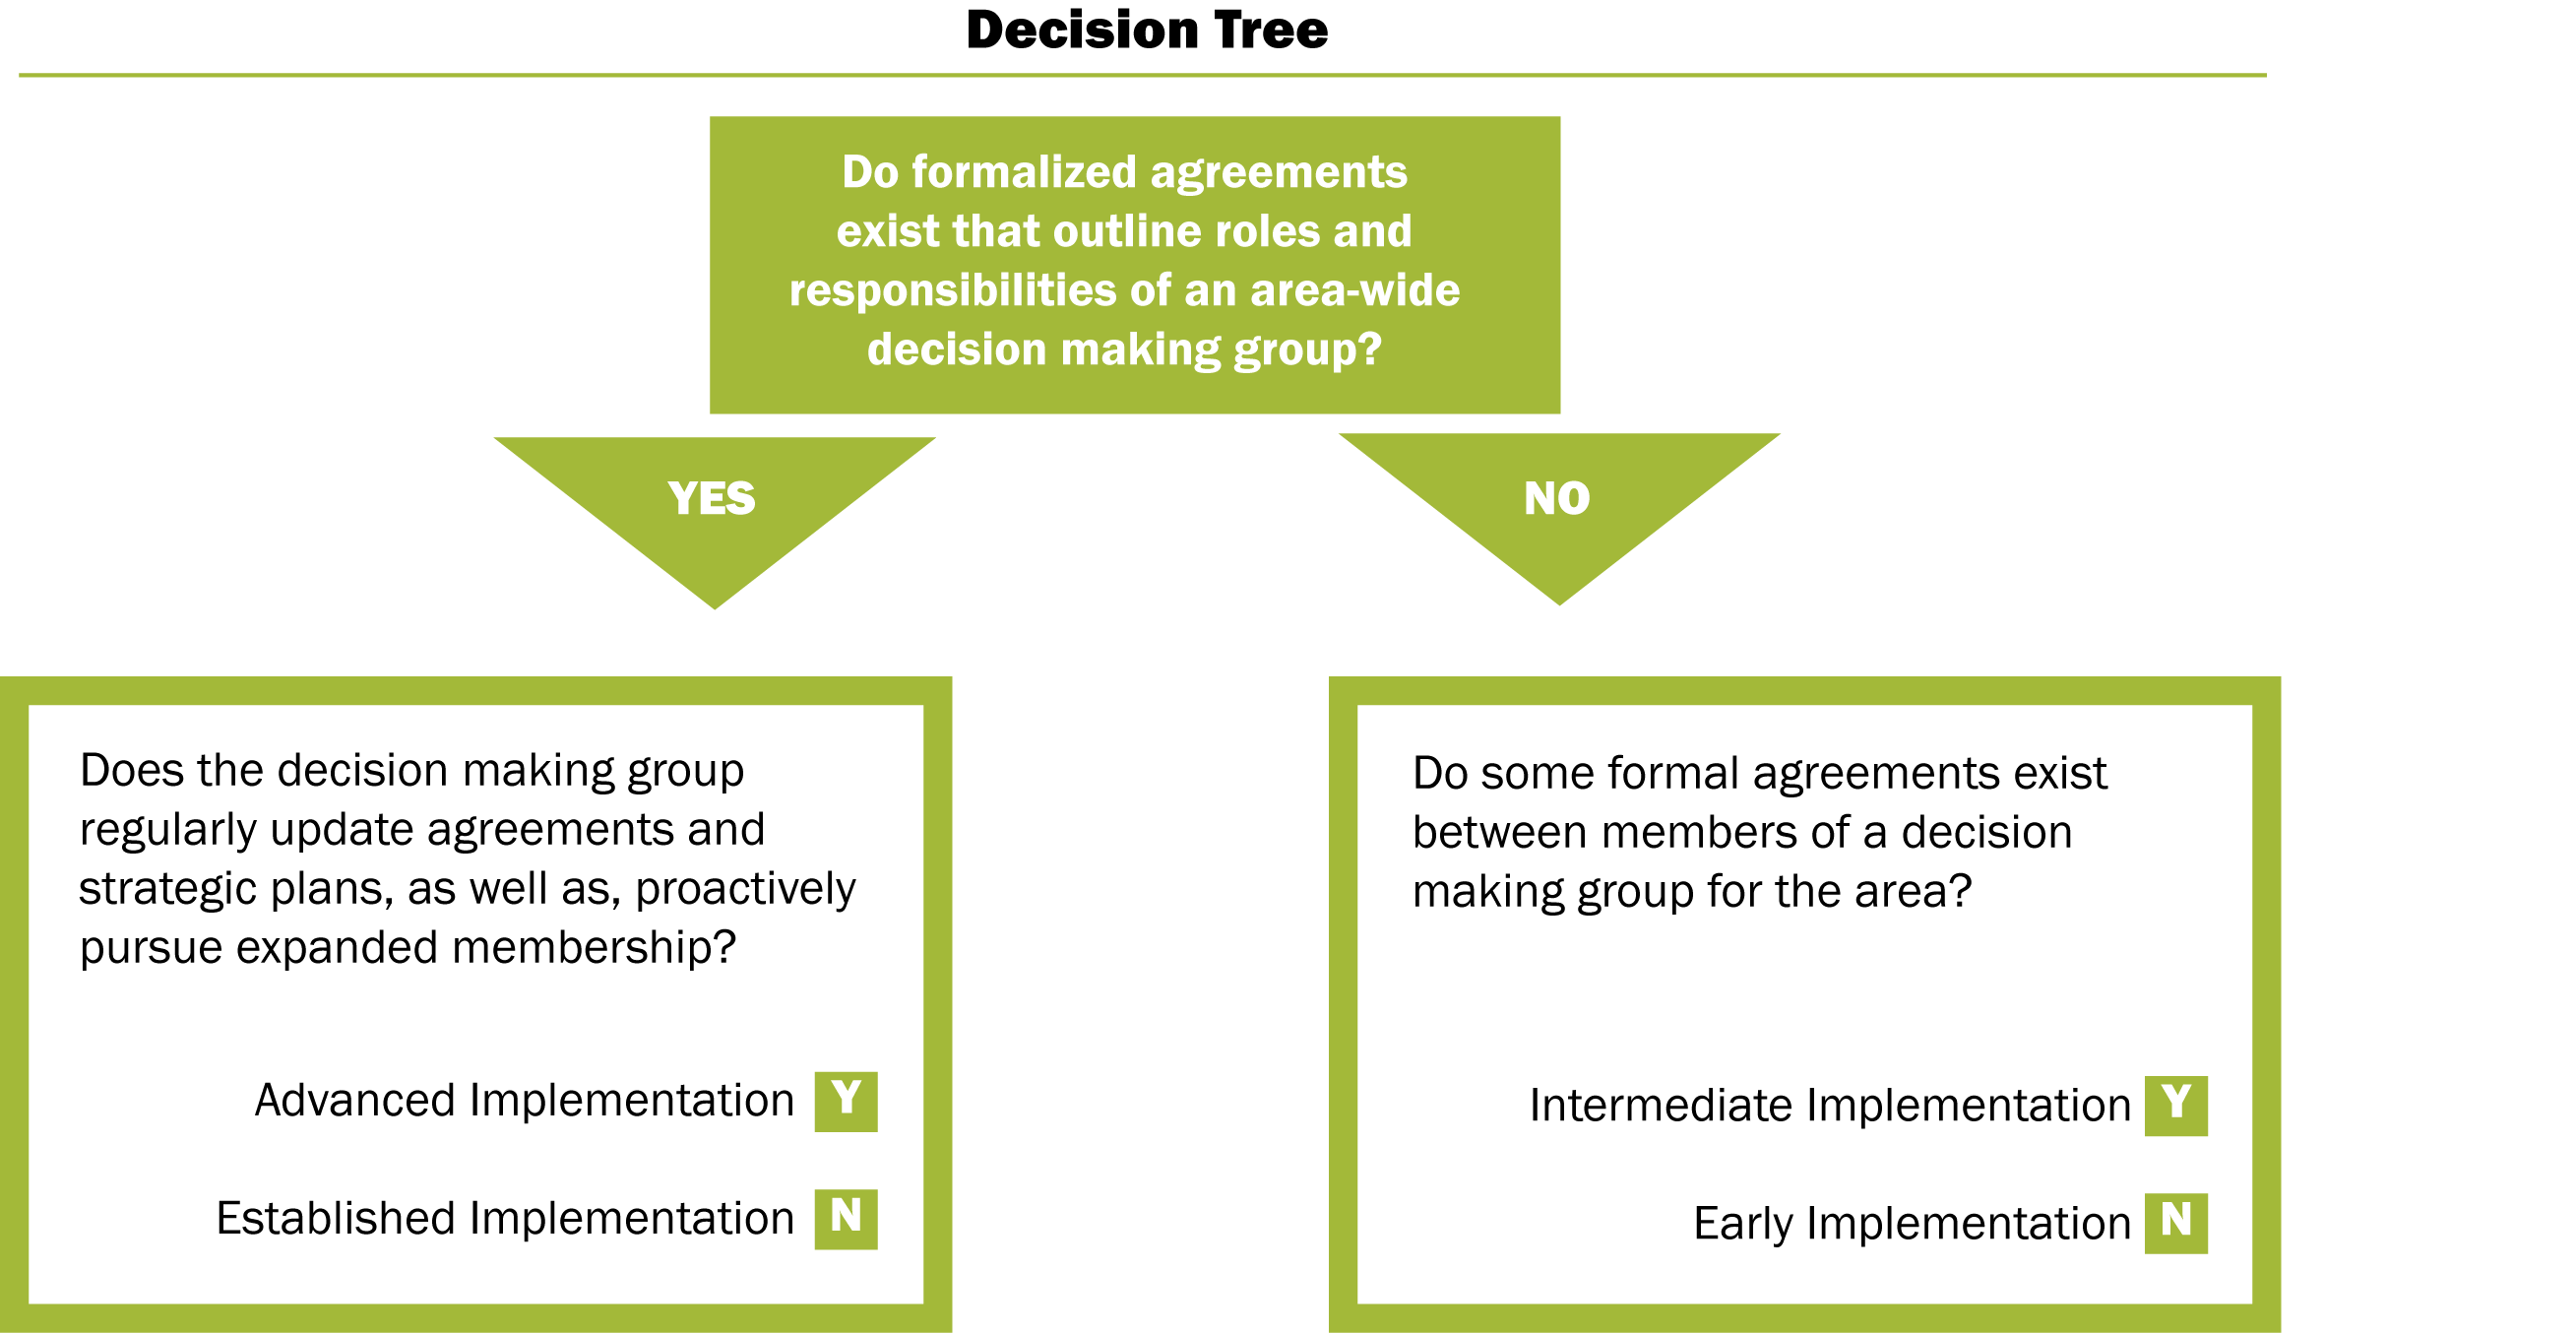 Decision Tree
Do formalized agreements
exist that outline roles and
responsibilities of an area-wide
decision making group?
YES
NO
Does the decision making group
regularly update agreements and
strategic plans, as well as, proactively
pursue expanded membership?
Advanced Implementation Y
Established Implementation N
Do some formal agreements exist
between members of a decision
making group for the area?
Intermediate Implementation Y
Early Implementation N